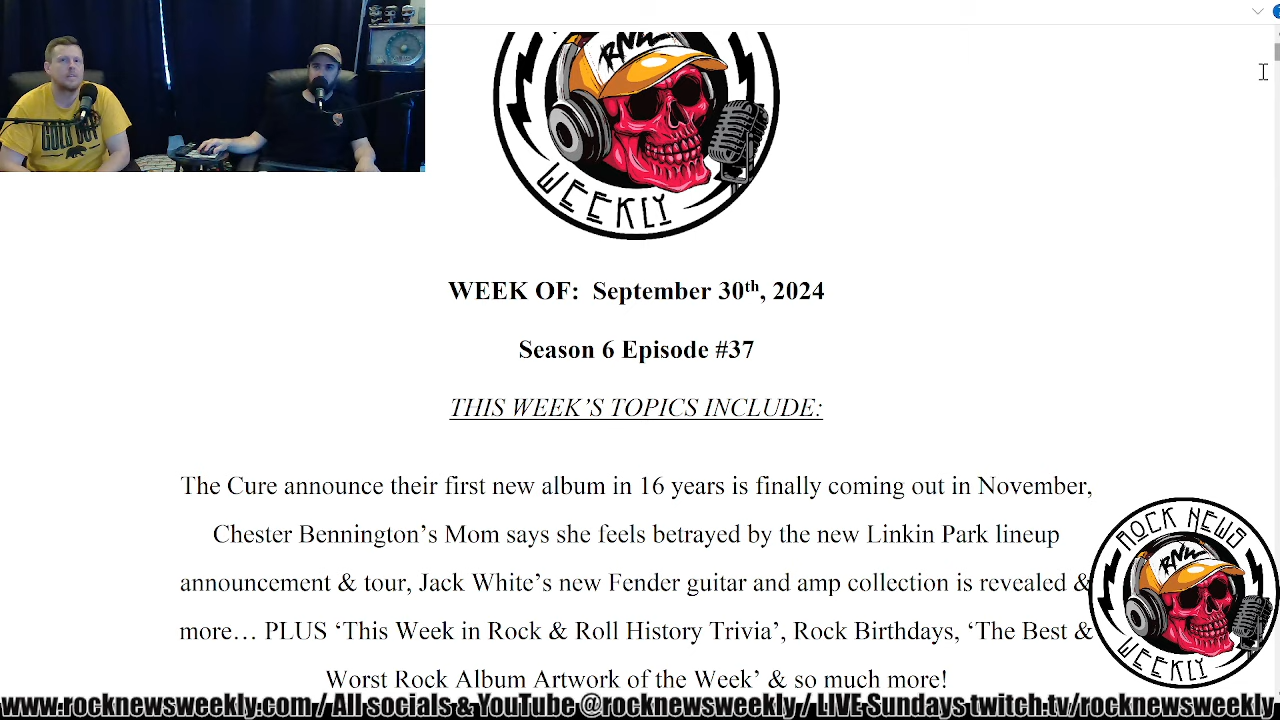 RNW
WEEKLY
GOLD OUT
WEEK OF: September 30th, 2024
Season 6 Episode #37
THIS WEEK'S TOPICS INCLUDE:
The Cure announce their first new album in 16 years is finally coming out in November,
Chester Bennington's Mom says she feels betrayed by the new Linkin Park lineup
announcement & tour, Jack White's new Fender guitar and amp collection is revealed &
more… PLUS ‘This Week in Rock & Roll History Trivia’, Rock Birthdays, ‘The Best &
Worst Rock Album Artwork of the Week’ & so much more!
ROCK NEWS
RNW
WEEKLY
www.rocknewsweekly.com / All socials & YouTube @rocknewsweekly / LIVE Sundays twitch.tv/rocknewsweekly